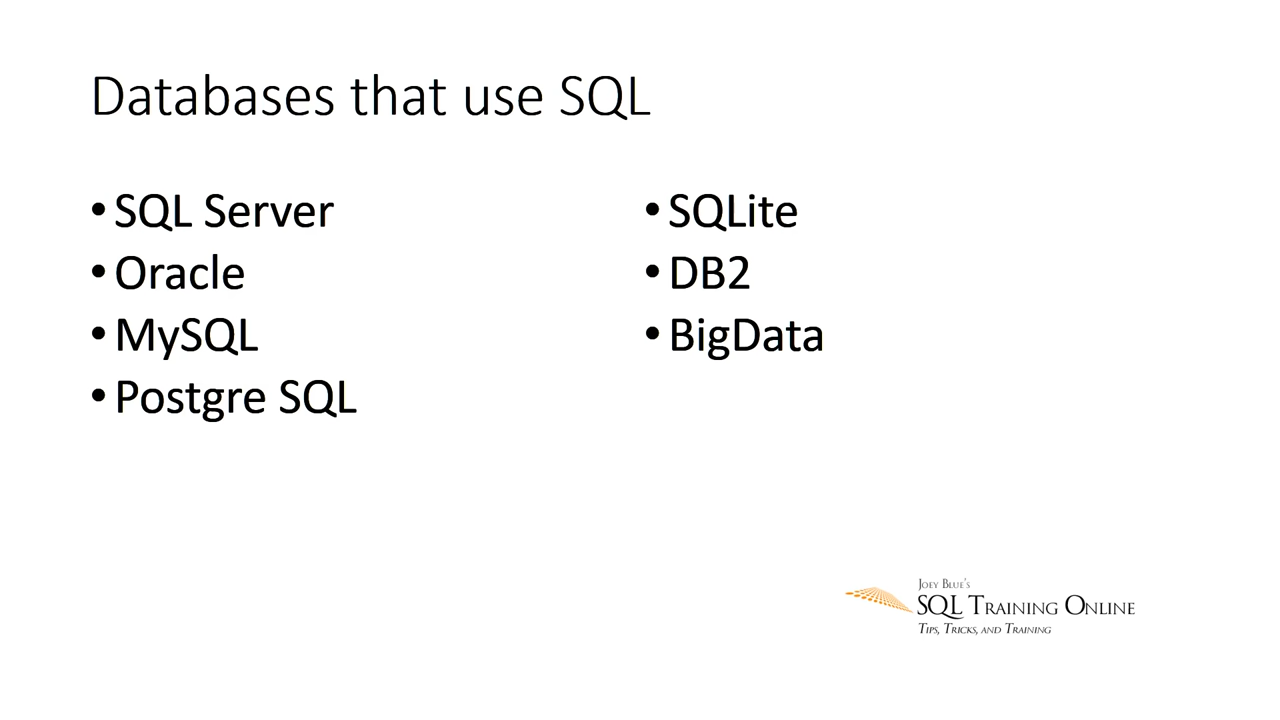 Databases that use SQL
• SQL Server
• Oracle
• MySQL
• Postgre SQL
• SQLite
• DB2
• BigData
JOEY BLUE'S
SQL TRAINING ONLINE
TIPS, TRICKS, AND TRAINING